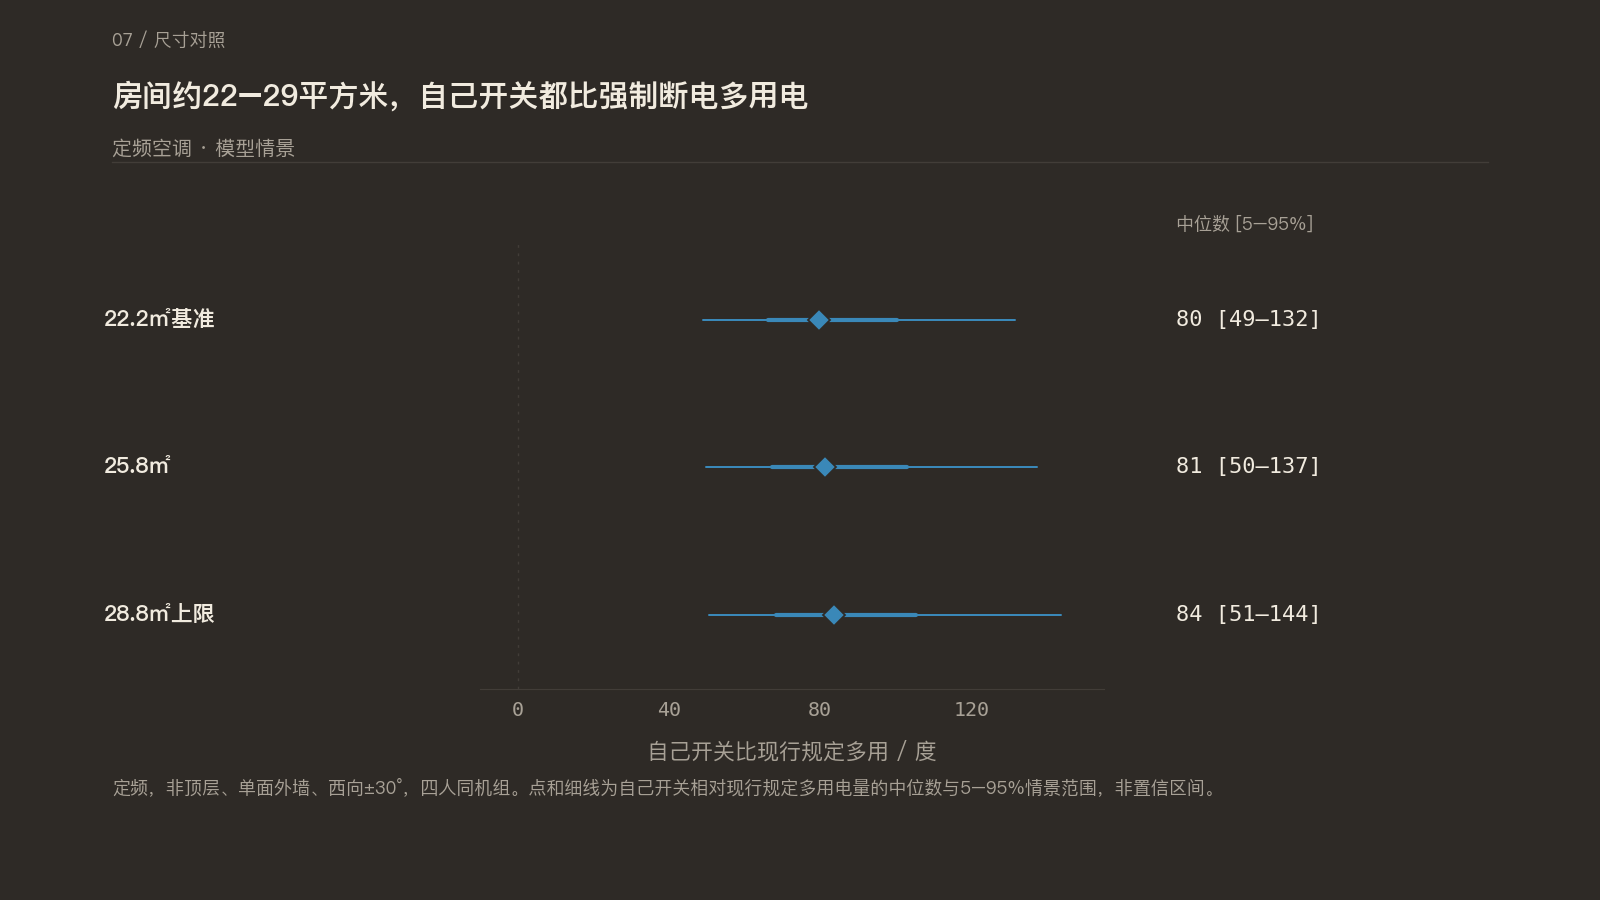 07 / 尺寸对照
房间约22—29平方米，自己开关都比强制断电多用电
定频空调 · 模型情景
中位数 [5—95%]
22.2㎡基准
80 [49—132]
25.8㎡
81 [50—137]
28.8㎡上限
84 [51—144]
0 40 80 120
自己开关比现行规定多用 / 度
定频，非顶层、单面外墙、西向±30°，四人同机组。点和细线为自己开关相对现行规定多用电量的中位数与5—95%情景范围，非置信区间。